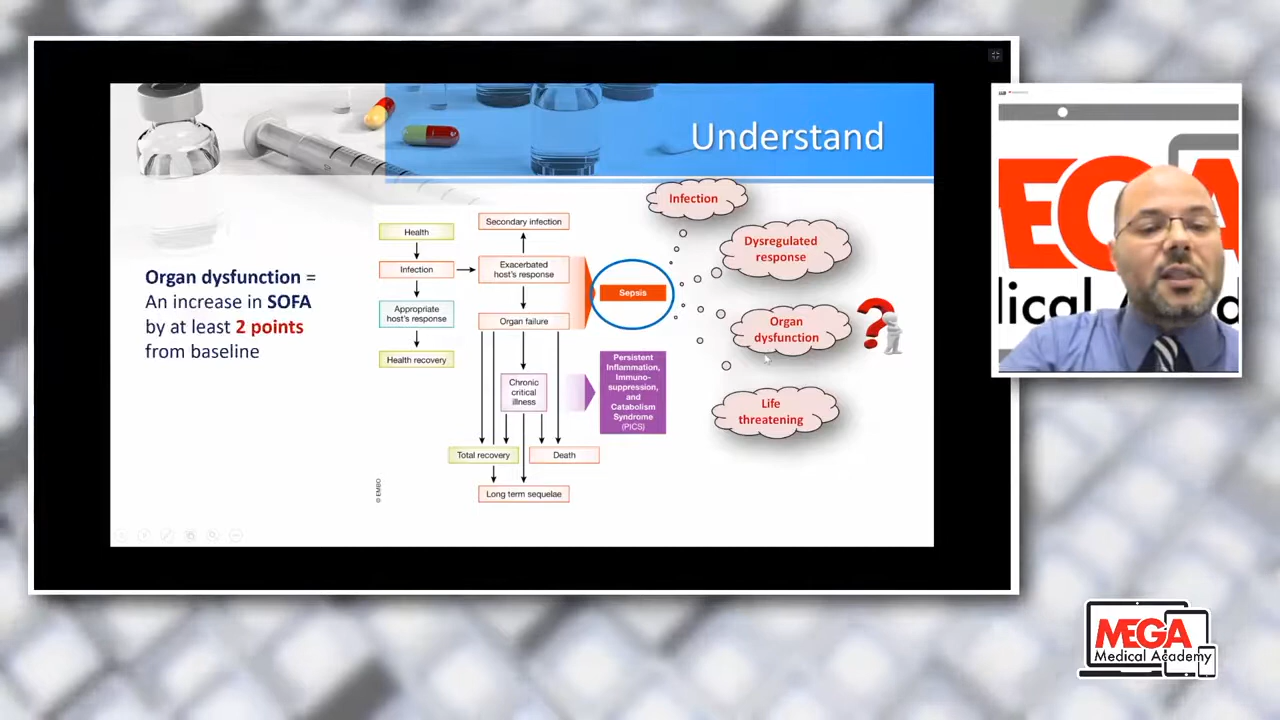 Understand
Organ dysfunction =
An increase in SOFA
by at least 2 points
from baseline
Health
Infection
Appropriate
host's response
Health recovery
Secondary infection
Exacerbated
host's response
Organ failure
Chronic
critical
illness
Total recovery
Death
Long term sequelae
Sepsis
Persistent
Inflammation,
Immuno-
suppression,
and
Catabolism
Syndrome
(PICS)
© EMBO
Infection
Dysregulated
response
Organ
dysfunction
?
Life
threatening
MEGA
Medical Academy